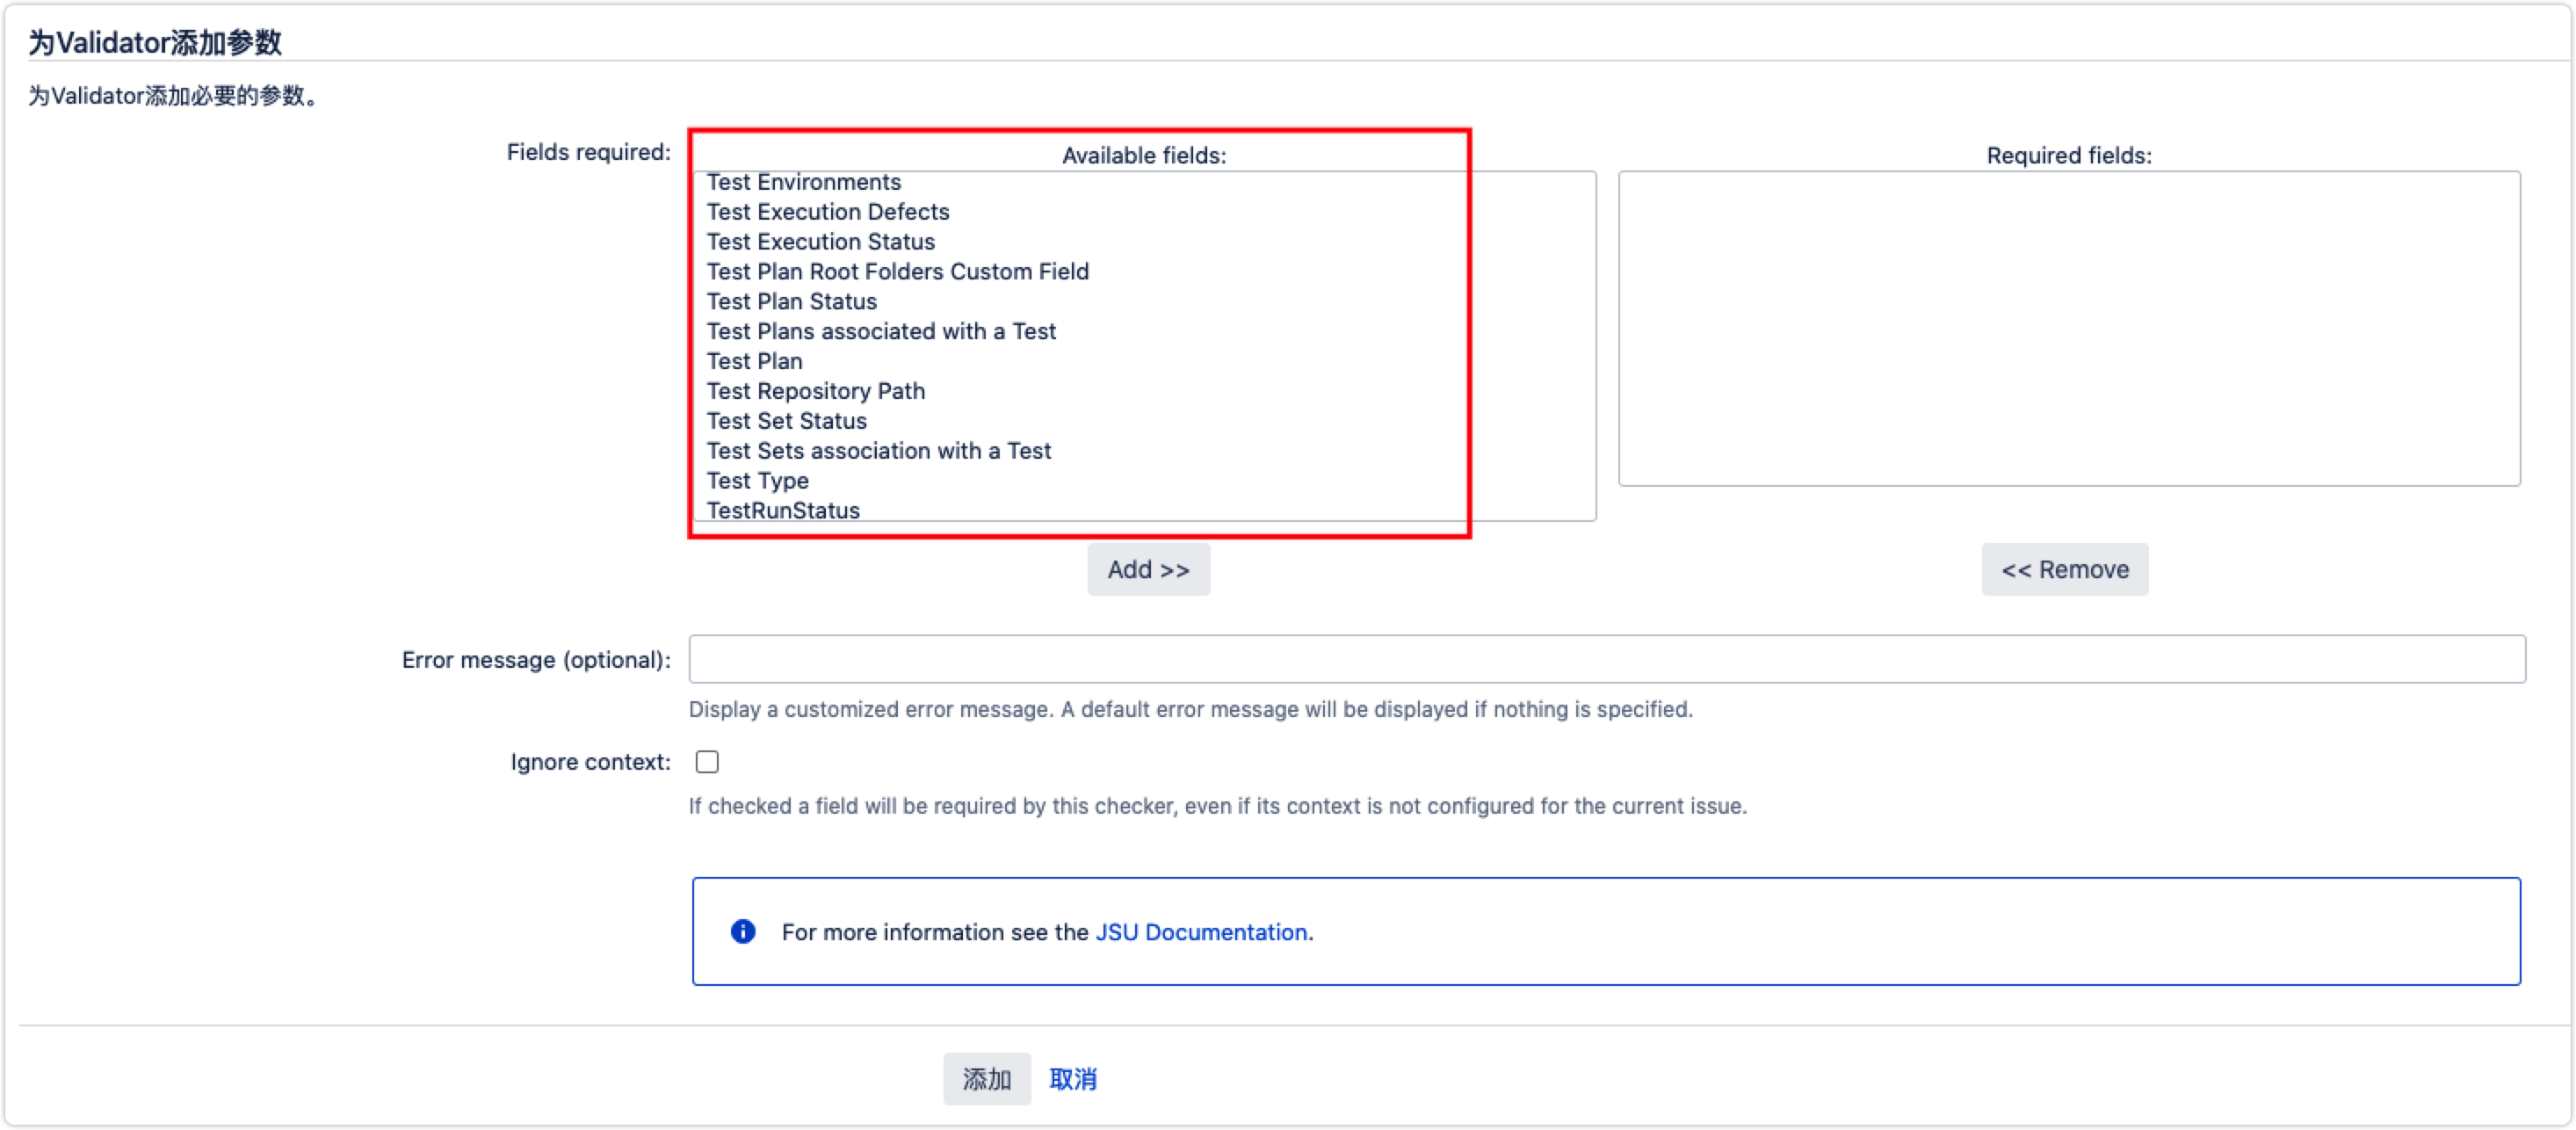 为Validator添加参数
为Validator添加必要的参数。
Fields required:
Available fields:
Required fields:
Test Environments
Test Execution Defects
Test Execution Status
Test Plan Root Folders Custom Field
Test Plan Status
Test Plans associated with a Test
Test Plan
Test Repository Path
Test Set Status
Test Sets association with a Test
Test Type
TestRunStatus
Add >>
<< Remove
Error message (optional):
Display a customized error message. A default error message will be displayed if nothing is specified.
Ignore context:
If checked a field will be required by this checker, even if its context is not configured for the current issue.
For more information see the JSU Documentation.
添加 取消